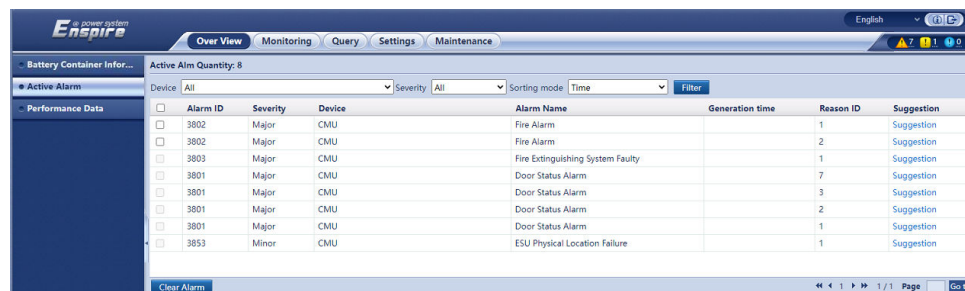 English
@ power system
Enspire
Over View Monitoring Query Settings Maintenance
7 1 0
Battery Container Infor...
Active Alarm
Performance Data
Active Alm Quantity: 8
Device All Severity All Sorting mode Time Filter
Alarm ID Severity Device Alarm Name Generation time Reason ID Suggestion
3802 Major CMU Fire Alarm 1 Suggestion
3802 Major CMU Fire Alarm 2 Suggestion
3803 Major CMU Fire Extinguishing System Faulty 1 Suggestion
3801 Major CMU Door Status Alarm 7 Suggestion
3801 Major CMU Door Status Alarm 3 Suggestion
3801 Major CMU Door Status Alarm 2 Suggestion
3801 Major CMU Door Status Alarm 1 Suggestion
3853 Minor CMU ESU Physical Location Failure 1 Suggestion
Clear Alarm 1 1/1 Page Go t